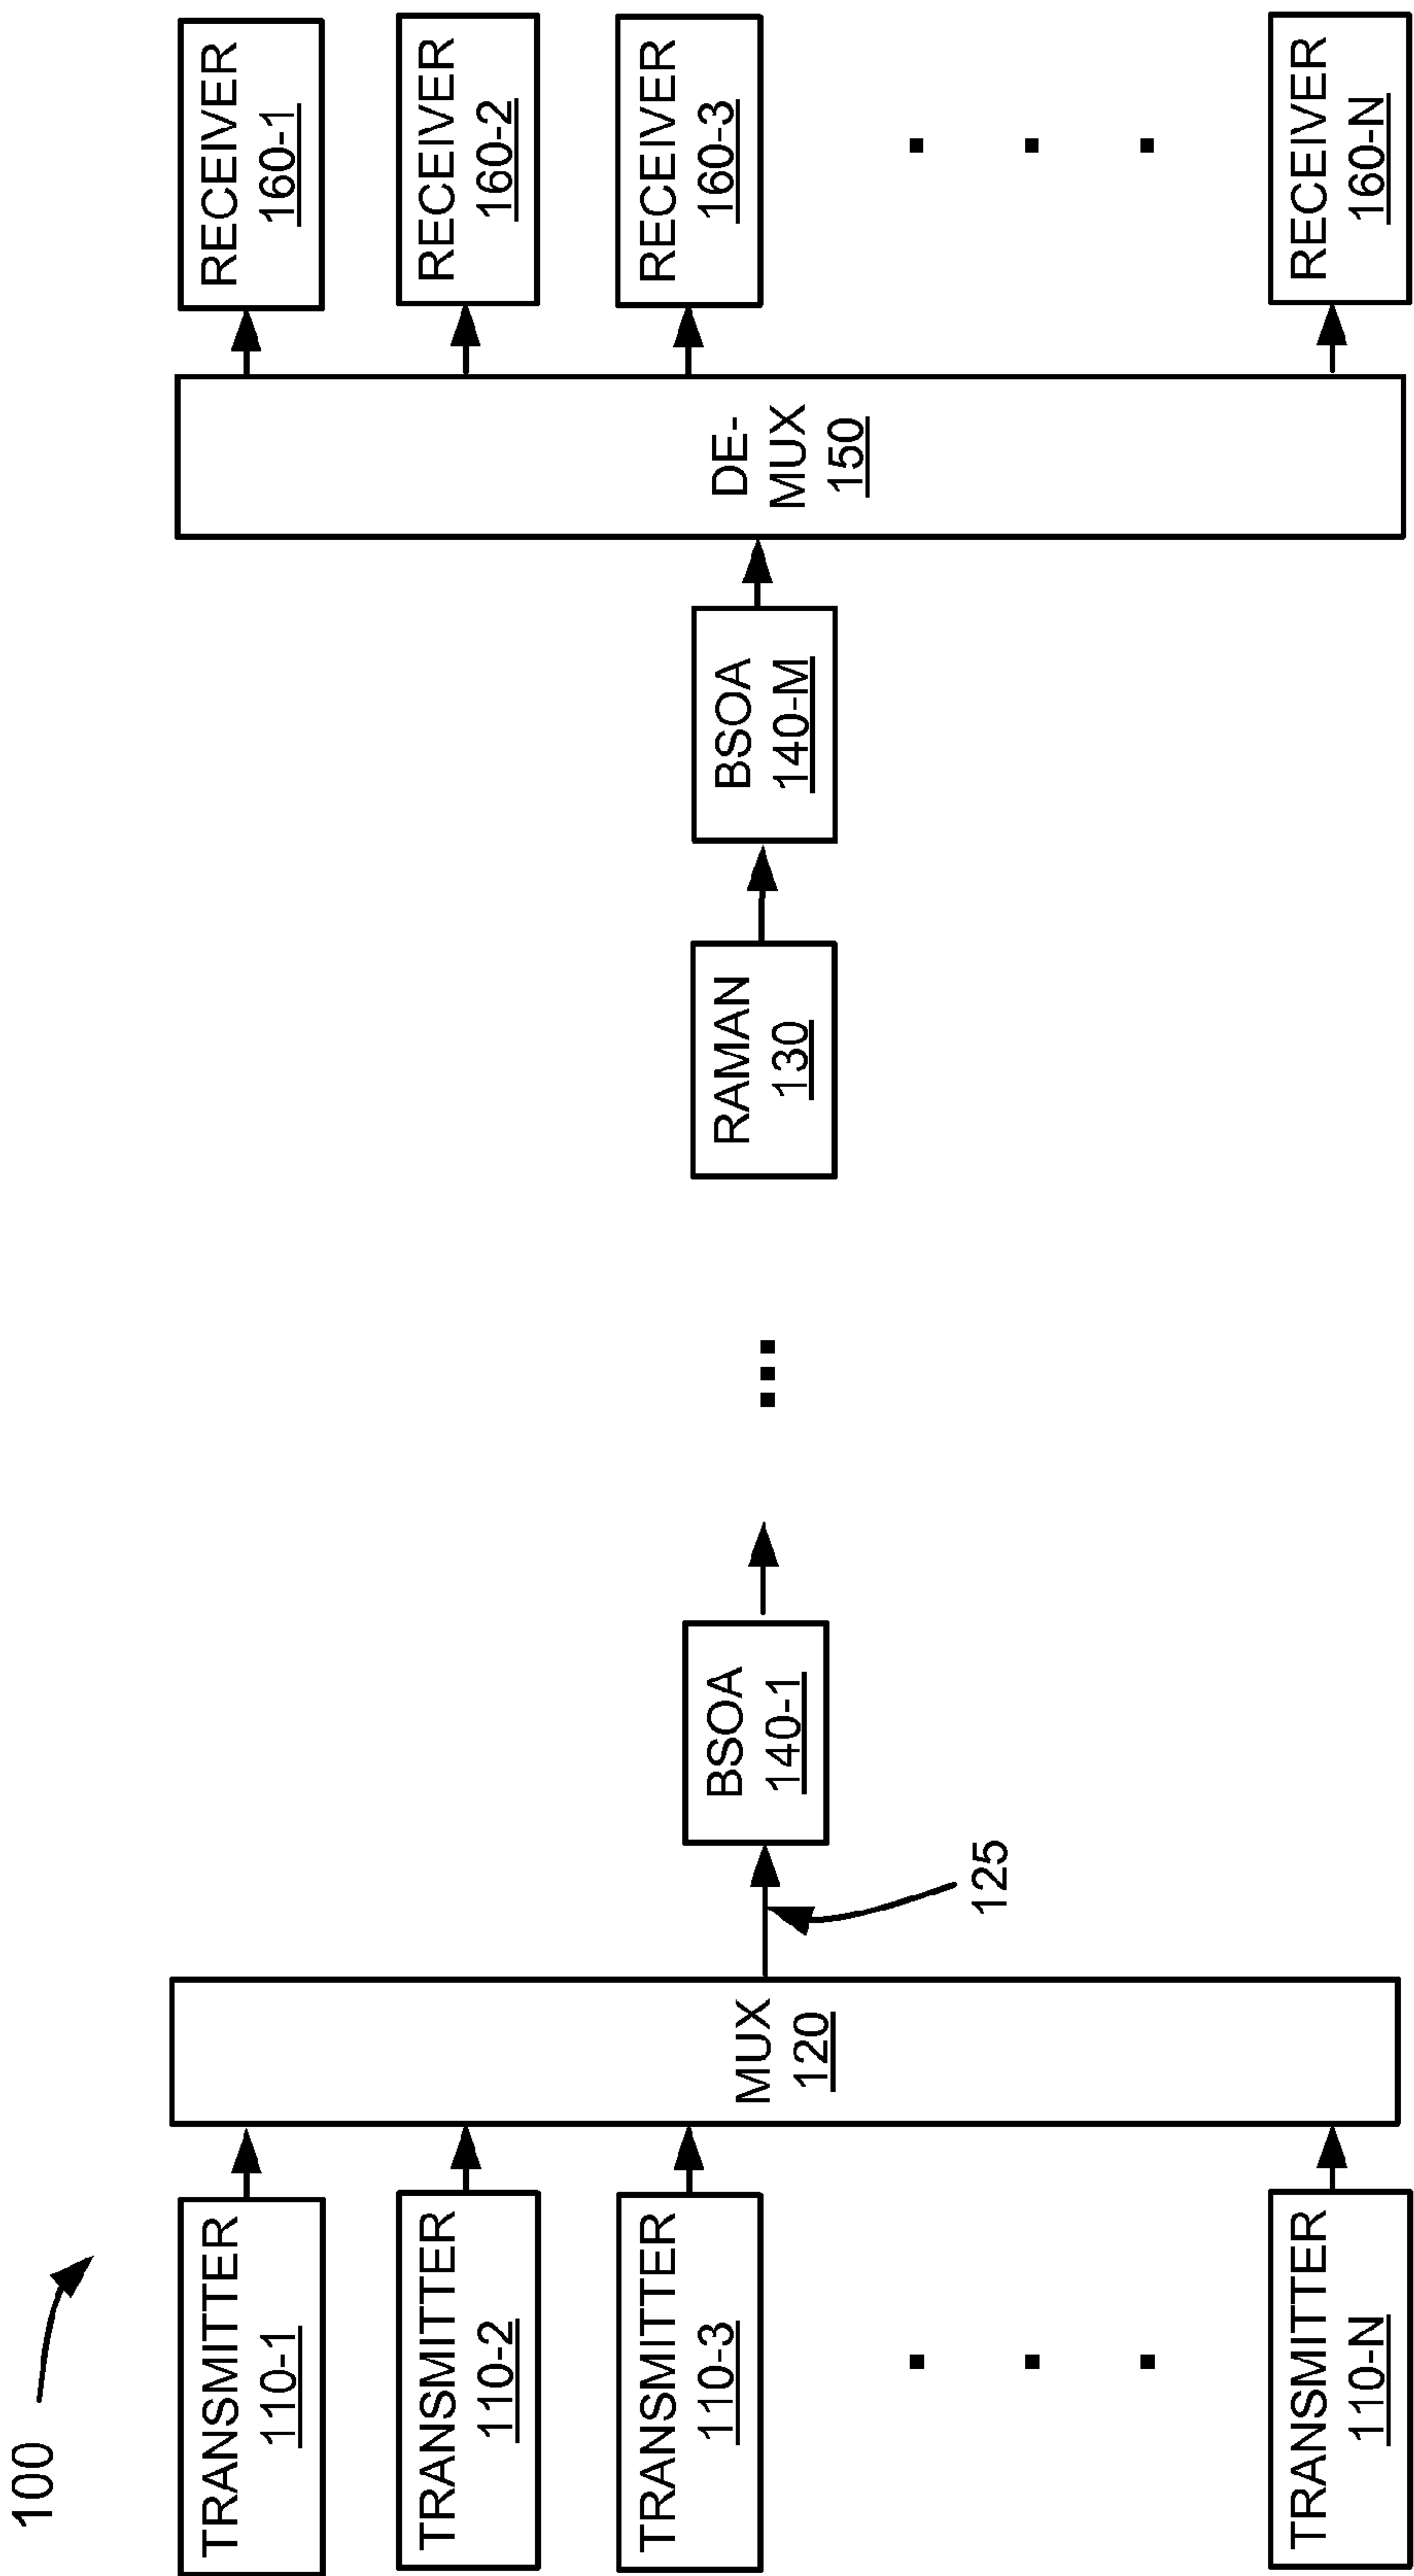 100
TRANSMITTER
110-1
TRANSMITTER
110-2
TRANSMITTER
110-3
TRANSMITTER
110-N
MUX
120
125
BSOA
140-1
RAMAN
130
BSOA
140-M
DE-
MUX
150
RECEIVER
160-1
RECEIVER
160-2
RECEIVER
160-3
RECEIVER
160-N